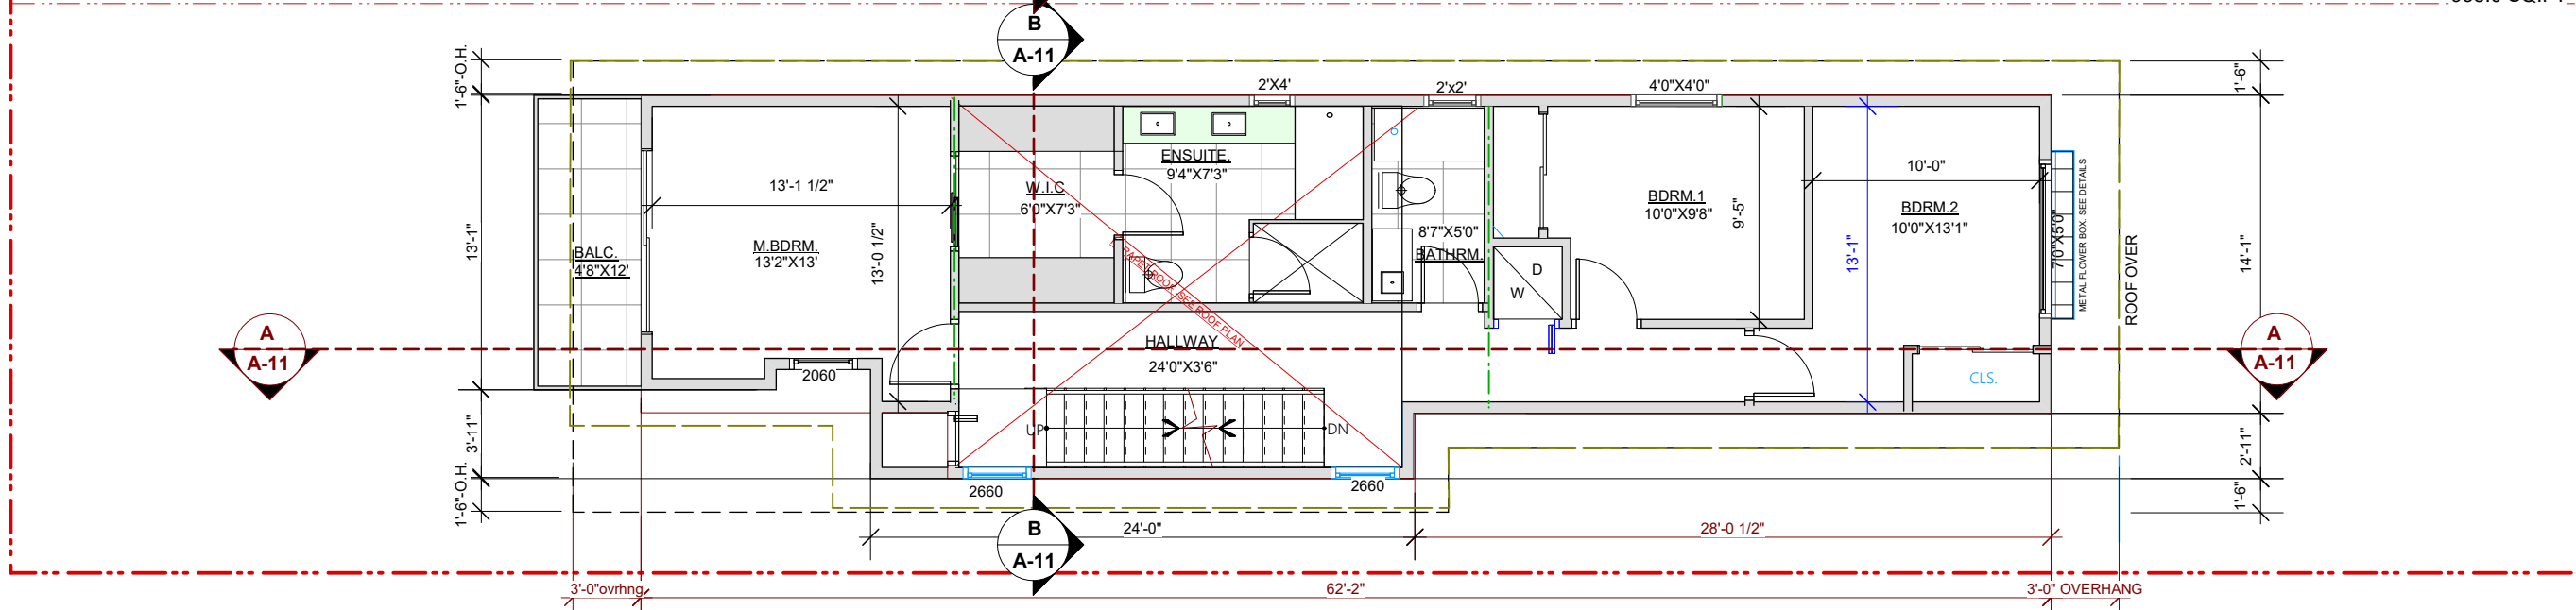 B
A-11
1'-6"-O.H.
2'X4'
2'x2'
4'0"X4'0"
1'-6"
ENSUITE.
9'4"X7'3"
13'-1 1/2"
W.I.C
6'0"X7'3"
BDRM.1
10'0"X9'8"
9'-5"
10'-0"
BDRM.2
10'0"X13'1"
METAL FLOWER BOX. SEE DETAILS
7'0"X5'0"
ROOF OVER
13'-1"
BALC.
4'8"X12'
M.BDRM.
13'2"X13'
13'-0 1/2"
8'7"X5'0"
BATHRM.
D
W
13'-1"
14'-1"
A
A-11
HALLWAY
24'0"X3'6"
A
A-11
2060
CLS.
3'-11"
UP
DN
2'-11"
2660
2660
1'-6"-O.H.
1'-6"
B
A-11
24'-0"
28'-0 1/2"
3'-0"ovrhng
62'-2"
3'-0" OVERHANG
ROOF (SEE ROOF PLAN